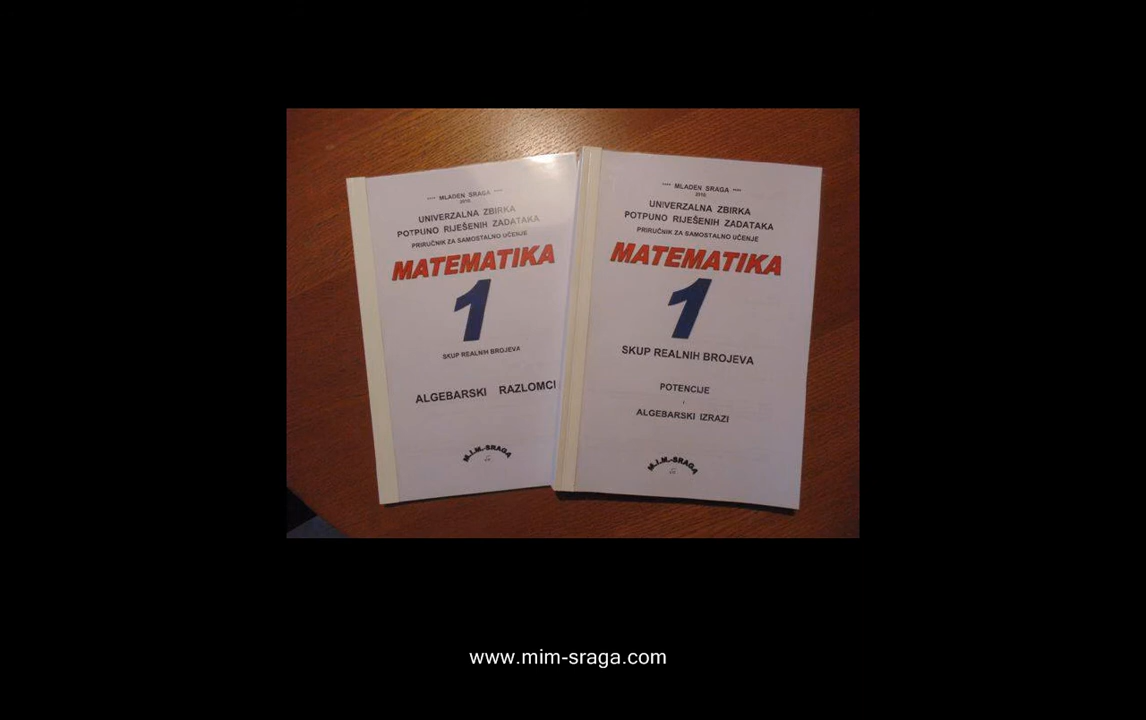 **** MLADEN SRAGA ****
2010.
UNIVERZALNA ZBIRKA
POTPUNO RIJEŠENIH ZADATAKA
PRIRUČNIK ZA SAMOSTALNO UČENJE
MATEMATIKA
1
SKUP REALNIH BROJEVA
ALGEBARSKI RAZLOMCI
M.I.M.-SRAGA
**** MLADEN SRAGA ****
2010.
UNIVERZALNA ZBIRKA
POTPUNO RIJEŠENIH ZADATAKA
PRIRUČNIK ZA SAMOSTALNO UČENJE
MATEMATIKA
1
SKUP REALNIH BROJEVA
POTENCIJE
I
ALGEBARSKI IZRAZI
M.I.M.-SRAGA
www.mim-sraga.com